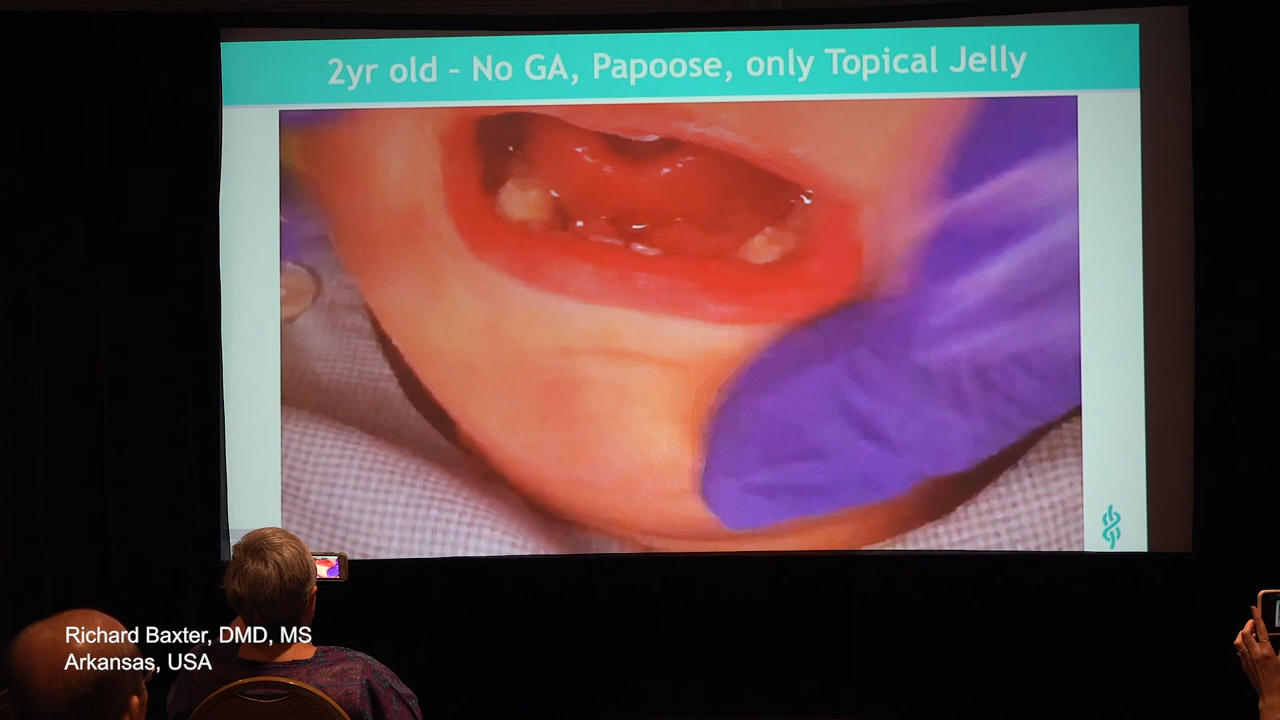 2yr old - No GA, Papoose, only Topical Jelly
Richard Baxter, DMD, MS
Arkansas, USA